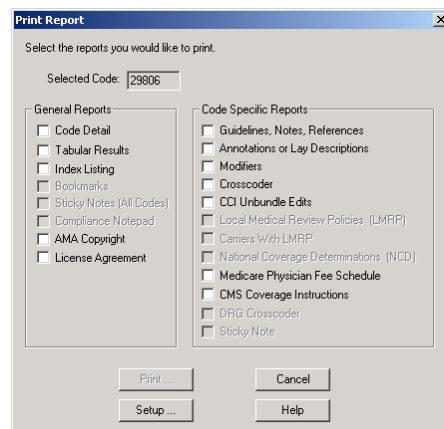 Print Report
Select the reports you would like to print.
Selected Code: 29806
General Reports
Code Detail
Tabular Results
Index Listing
Bookmarks
Sticky Notes (All Codes)
Compliance Notepad
AMA Copyright
License Agreement
Code Specific Reports
Guidelines, Notes, References
Annotations or Lay Descriptions
Modifiers
Crosscoder
CCI Unbundle Edits
Local Medical Review Policies (LMRP)
Carriers With LMRP
National Coverage Determinations (NCD)
Medicare Physician Fee Schedule
CMS Coverage Instructions
DRG Crosscoder
Sticky Note
Print ...
Cancel
Setup ...
Help